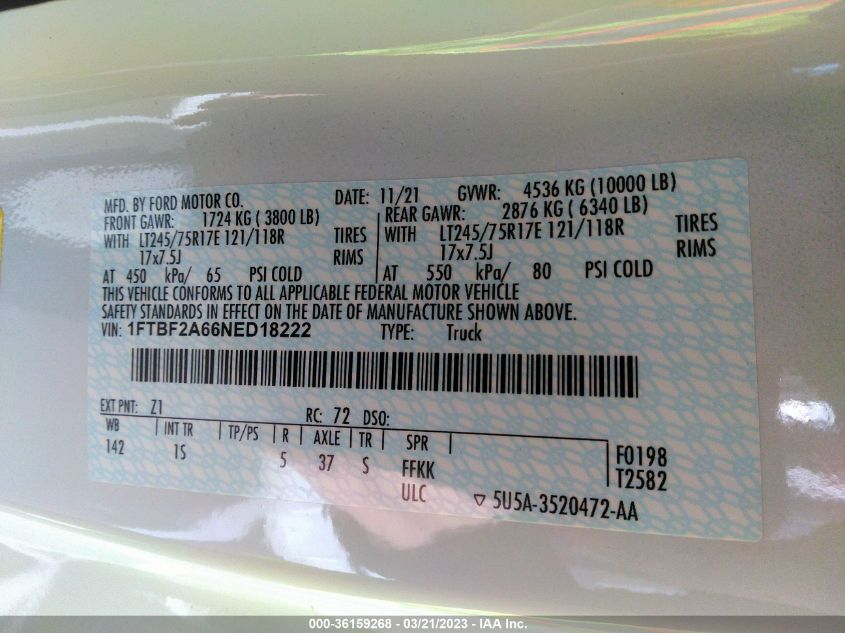 MFD. BY FORD MOTOR CO. DATE: 11/21 GVWR: 4536 KG (10000 LB)
FRONT GAWR: 1724 KG ( 3800 LB) REAR GAWR: 2876 KG ( 6340 LB)
WITH LT245/75R17E 121/118R TIRES WITH LT245/75R17E 121/118R TIRES
17x7.5J RIMS 17x7.5J RIMS
AT 450 kPa/ 65 PSI COLD AT 550 kPa/ 80 PSI COLD
THIS VEHICLE CONFORMS TO ALL APPLICABLE FEDERAL MOTOR VEHICLE
SAFETY STANDARDS IN EFFECT ON THE DATE OF MANUFACTURE SHOWN ABOVE.
VIN: 1FTBF2A66NED18222 TYPE: Truck
EXT PNT: Z1 RC: 72 DSO:
WB INT TR TP/PS R AXLE TR SPR
142 1S 5 37 S FFKK F0198
ULC T2582
5U5A-3520472-AA
000-36159268 - 03/21/2023 - IAA Inc.